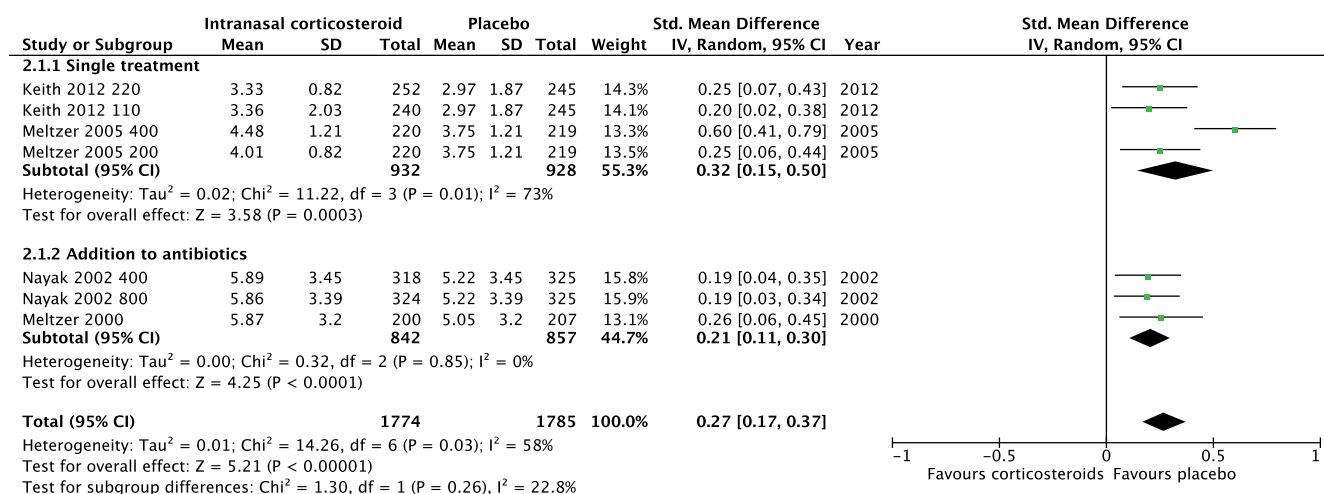 Intranasal corticosteroid Placebo Std. Mean Difference Std. Mean Difference
Study or Subgroup Mean SD Total Mean SD Total Weight IV, Random, 95% CI Year IV, Random, 95% CI
2.1.1 Single treatment
Keith 2012 220 3.33 0.82 252 2.97 1.87 245 14.3% 0.25 [0.07, 0.43] 2012
Keith 2012 110 3.36 2.03 240 2.97 1.87 245 14.1% 0.20 [0.02, 0.38] 2012
Meltzer 2005 400 4.48 1.21 220 3.75 1.21 219 13.3% 0.60 [0.41, 0.79] 2005
Meltzer 2005 200 4.01 0.82 220 3.75 1.21 219 13.5% 0.25 [0.06, 0.44] 2005
Subtotal (95% CI) 932 928 55.3% 0.32 [0.15, 0.50]
Heterogeneity: Tau² = 0.02; Chi² = 11.22, df = 3 (P = 0.01); I² = 73%
Test for overall effect: Z = 3.58 (P = 0.0003)
2.1.2 Addition to antibiotics
Nayak 2002 400 5.89 3.45 318 5.22 3.45 325 15.8% 0.19 [0.04, 0.35] 2002
Nayak 2002 800 5.86 3.39 324 5.22 3.39 325 15.9% 0.19 [0.03, 0.34] 2002
Meltzer 2000 5.87 3.2 200 5.05 3.2 207 13.1% 0.26 [0.06, 0.45] 2000
Subtotal (95% CI) 842 857 44.7% 0.21 [0.11, 0.30]
Heterogeneity: Tau² = 0.00; Chi² = 0.32, df = 2 (P = 0.85); I² = 0%
Test for overall effect: Z = 4.25 (P < 0.0001)
Total (95% CI) 1774 1785 100.0% 0.27 [0.17, 0.37]
Heterogeneity: Tau² = 0.01; Chi² = 14.26, df = 6 (P = 0.03); I² = 58%
-1 -0.5 0 0.5 1
Test for overall effect: Z = 5.21 (P < 0.00001)
Favours corticosteroids Favours placebo
Test for subgroup differences: Chi² = 1.30, df = 1 (P = 0.26), I² = 22.8%